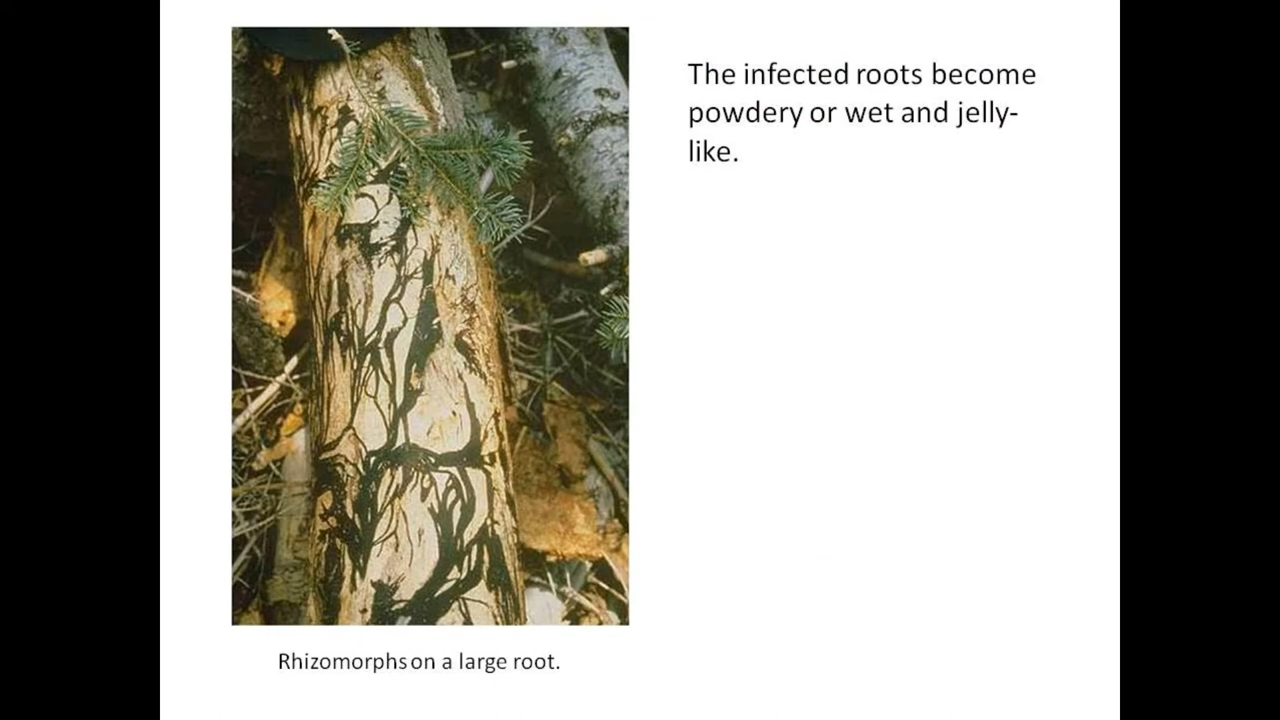 The infected roots become
powdery or wet and jelly-
like.
Rhizomorphs on a large root.